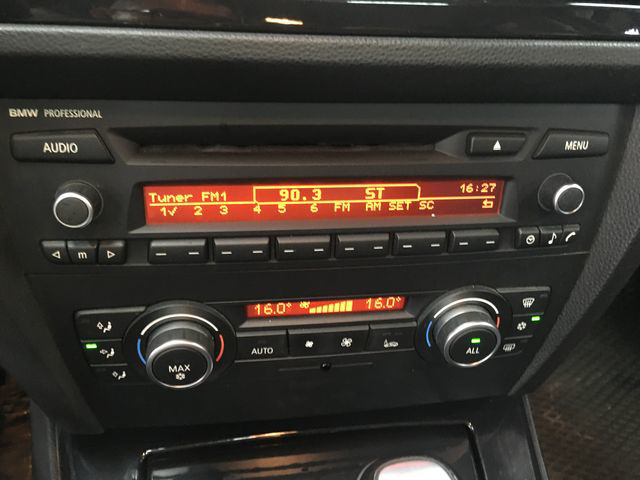 BMW PROFESSIONAL
AUDIO
MENU
Tuner FM1 90.3 ST 16:27
1✓ 2 3 4 5 6 FM AM SET SC
m
16.0° 16.0°
AUTO
MAX
ALL